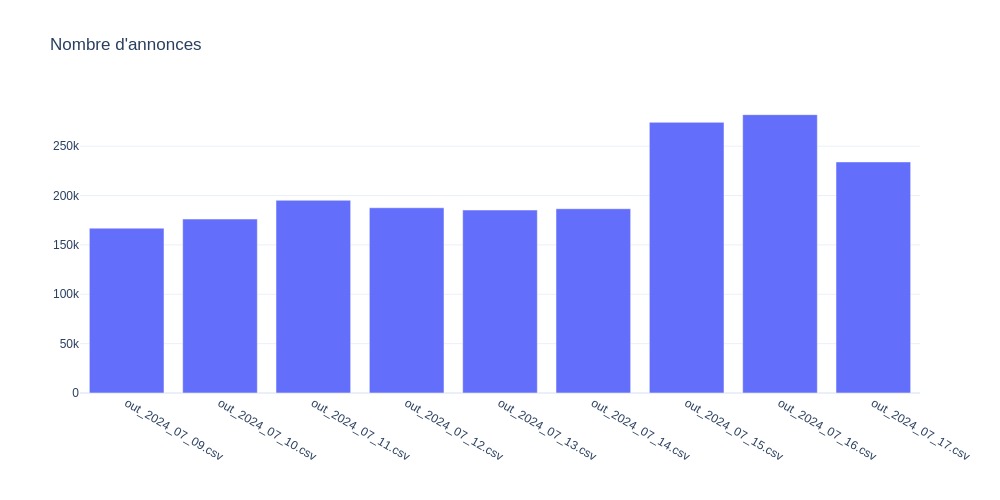 Nombre d'annonces
250k
200k
150k
100k
50k
0
out_2024_07_09.csv
out_2024_07_10.csv
out_2024_07_11.csv
out_2024_07_12.csv
out_2024_07_13.csv
out_2024_07_14.csv
out_2024_07_15.csv
out_2024_07_16.csv
out_2024_07_17.csv